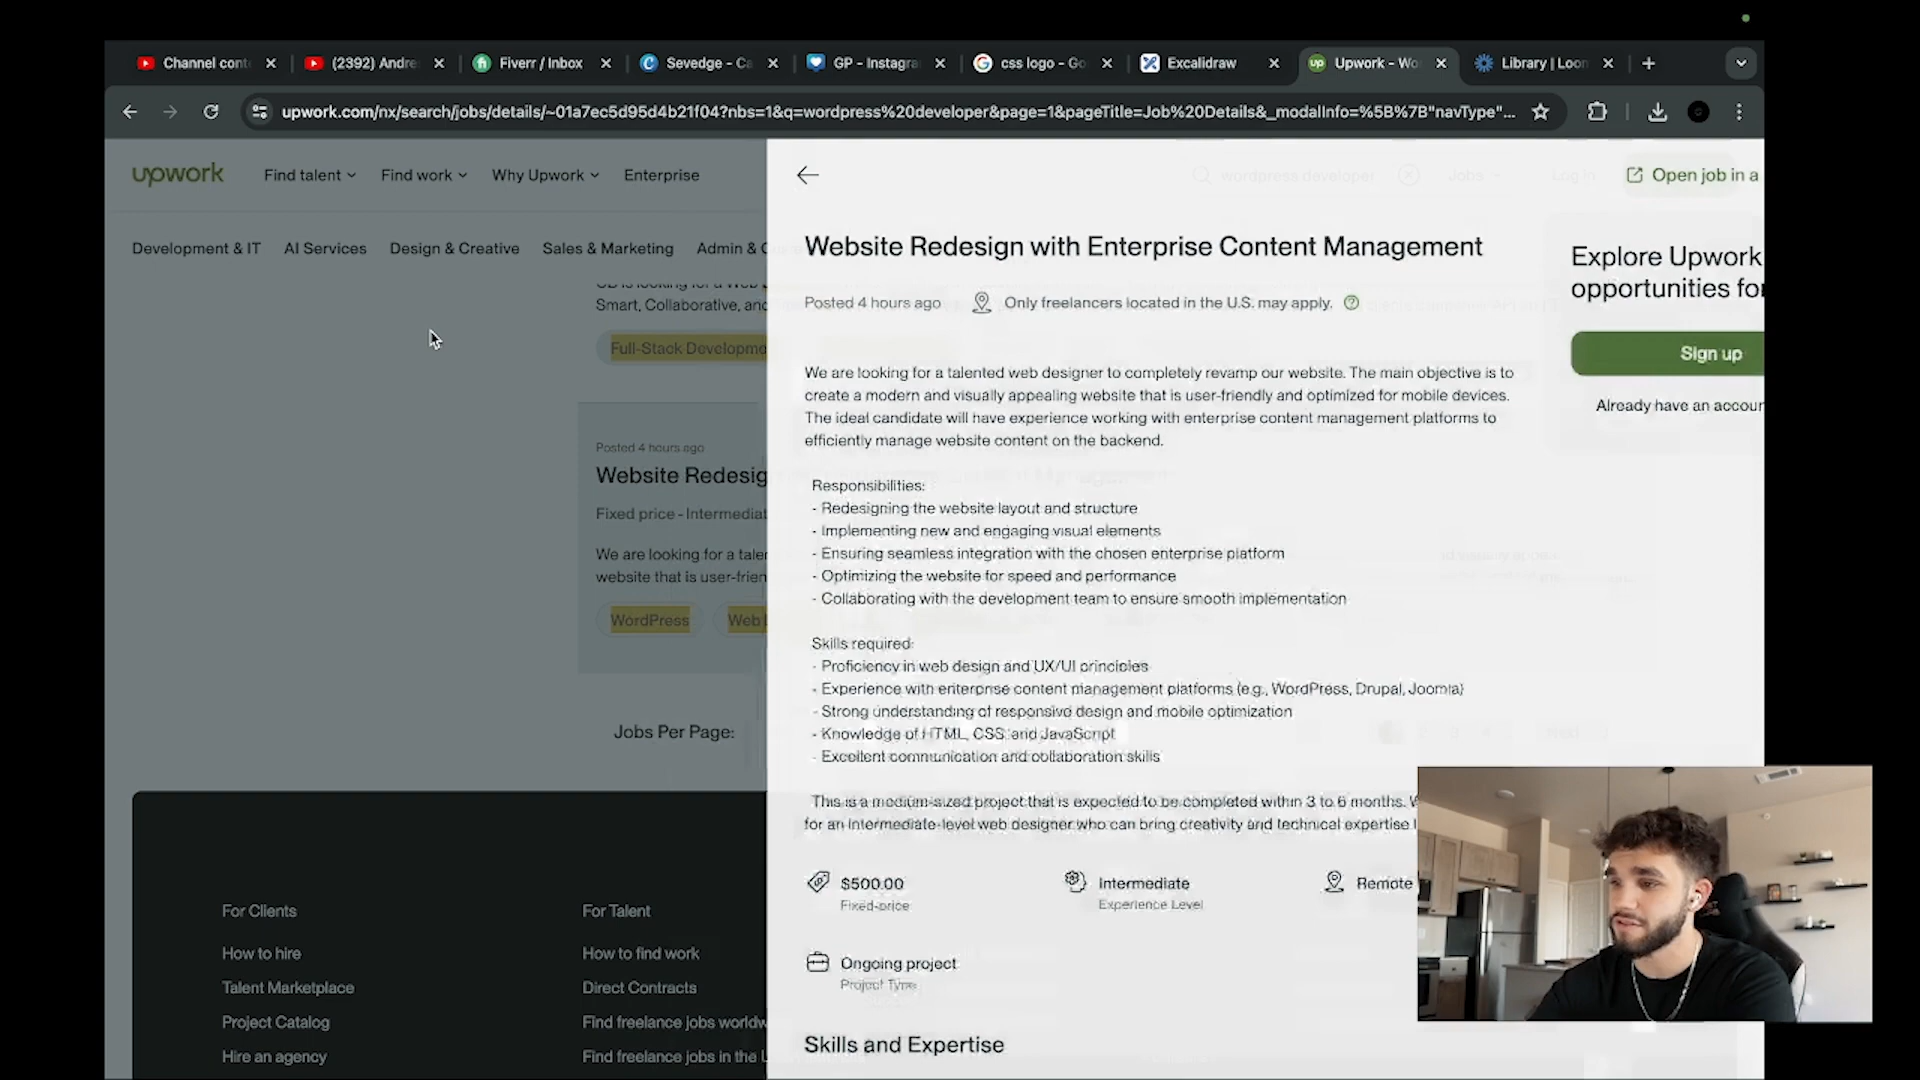 Channel cont
(2392) Andre
Fiverr / Inbox
Sevedge - Ca
GP - Instagra
css logo - Go
Excalidraw
Upwork - Wo
Library | Loom
upwork.com/nx/search/jobs/details/~01a7ec5d95d4b21f04?nbs=1&q=wordpress%20developer&page=1&pageTitle=Job%20Details&_modalInfo=%5B%7B"navType"...
upwork
Find talent
Find work
Why Upwork
Enterprise
wordpress developer
Jobs
Log in
Open job in a
Development & IT
AI Services
Design & Creative
Sales & Marketing
Admin &
Smart, Collaborative, and
Full-Stack Developme
Posted 4 hours ago
Website Redesig
Fixed price - Intermediat
We are looking for a taler
website that is user-frien
WordPress
Web
Jobs Per Page:
Website Redesign with Enterprise Content Management
Posted 4 hours ago
Only freelancers located in the U.S. may apply.
We are looking for a talented web designer to completely revamp our website. The main objective is to
create a modern and visually appealing website that is user-friendly and optimized for mobile devices.
The ideal candidate will have experience working with enterprise content management platforms to
efficiently manage website content on the backend.
Responsibilities:
- Redesigning the website layout and structure
- Implementing new and engaging visual elements
- Ensuring seamless integration with the chosen enterprise platform
- Optimizing the website for speed and performance
- Collaborating with the development team to ensure smooth implementation
Skills required:
- Proficiency in web design and UX/UI principles
- Experience with enterprise content management platforms (e.g., WordPress, Drupal, Joomla)
- Strong understanding of responsive design and mobile optimization
- Knowledge of HTML, CSS, and JavaScript
- Excellent communication and collaboration skills
This is a medium-sized project that is expected to be completed within 3 to 6 months. W
for an intermediate-level web designer who can bring creativity and technical expertise
$500.00
Fixed-price
Intermediate
Experience Level
Remote
Ongoing project
Project Type
Skills and Expertise
Explore Upwork
opportunities for
Sign up
Already have an accoun
For Clients
How to hire
Talent Marketplace
Project Catalog
Hire an agency
For Talent
How to find work
Direct Contracts
Find freelance jobs worldw
Find freelance jobs in the